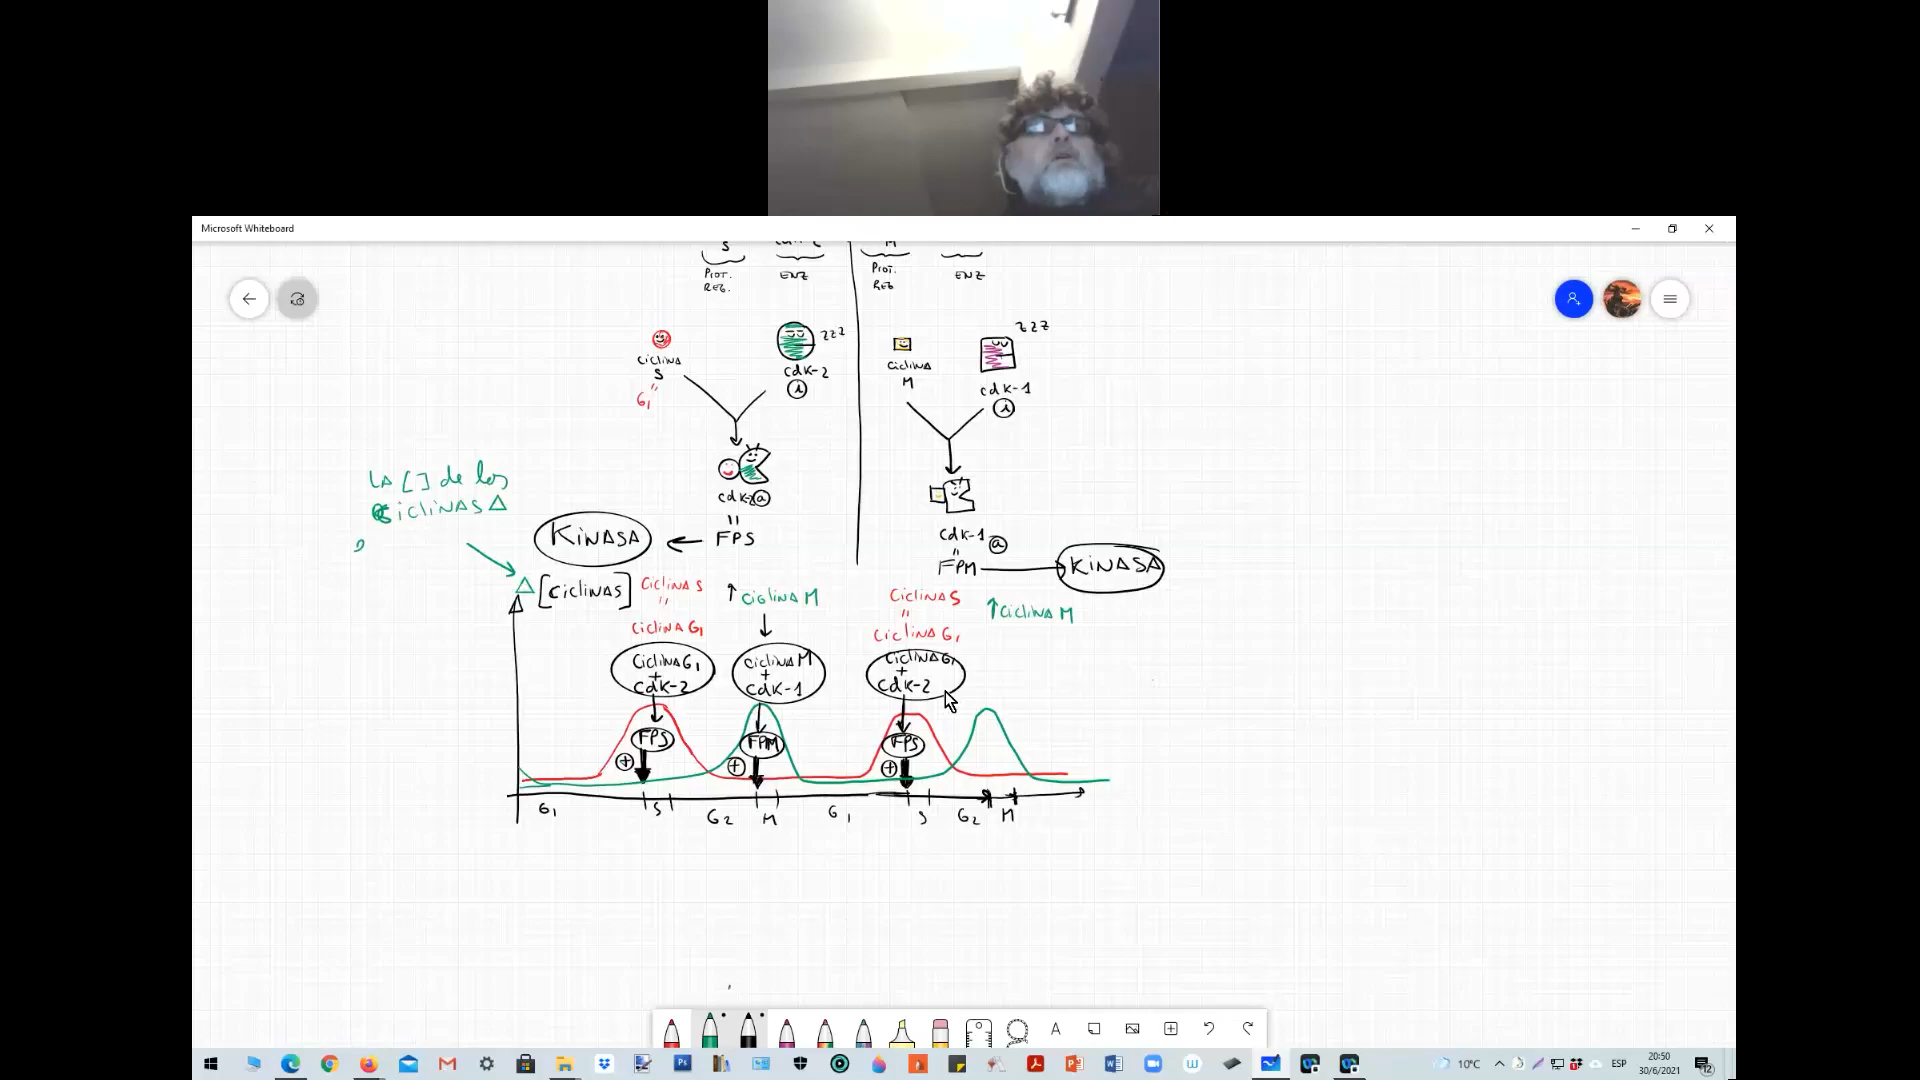 Microsoft Whiteboard
S
M
PROT.
REG.
ENZ
PROT.
REG
ENZ
zzz
zzz
ciclina
S
"
G1
cdk-2
i
ciclina
M
cdk-1
i
cdk-2 a
"
FPS
KINASA
cdk-1 a
"
FPM
KINASA
LA [ ] de los
ciclinas Δ
Δ [ciclinas]
ciclina S
"
ciclina G1
↑ ciclina M
ciclina S
"
ciclina G1
↑ ciclina M
ciclina G1
+
cdk-2
ciclina M
+
cdk-1
ciclina G1
+
cdk-2
FPS
+
FPM
+
FPS
+
G1 S G2 M G1 S G2 M
A
10°C
ESP
20:50
30/6/2021
12